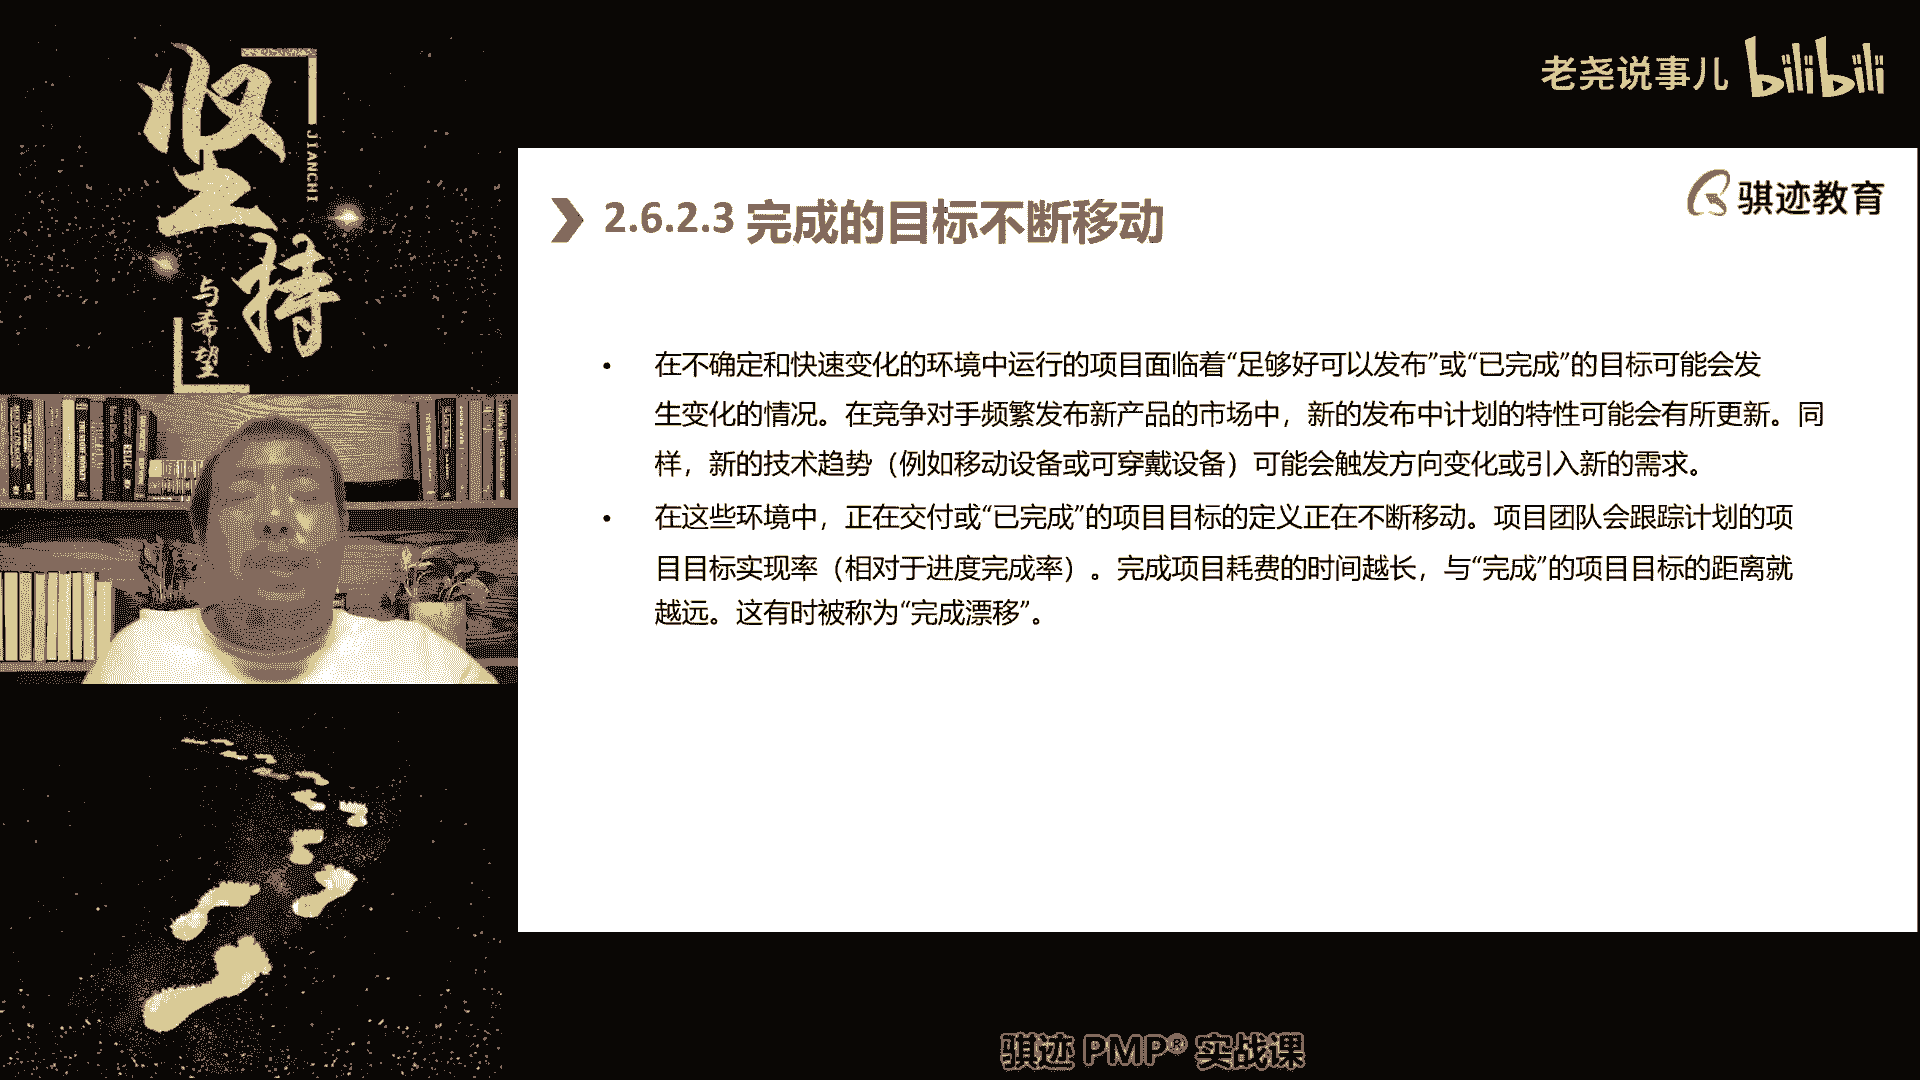 坚持
JIANCHI
与希望
老尧说事儿 bilibili
骐迹教育
2.6.2.3 完成的目标不断移动
• 在不确定和快速变化的环境中运行的项目面临着“足够好可以发布”或“已完成”的目标可能会发
生变化的情况。在竞争对手频繁发布新产品的市场中，新的发布中计划的特性可能会有所更新。同
样，新的技术趋势（例如移动设备或可穿戴设备）可能会触发方向变化或引入新的需求。
• 在这些环境中，正在交付或“已完成”的项目目标的定义正在不断移动。项目团队会跟踪计划的项
目目标实现率（相对于进度完成率）。完成项目耗费的时间越长，与“完成”的项目目标的距离就
越远。这有时被称为“完成漂移”。
骐迹 PMP® 实战课